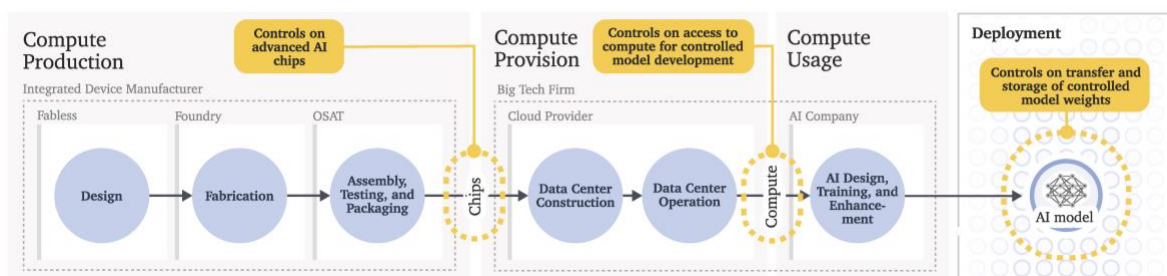 Compute
Production
Controls on
advanced AI
chips
Compute
Provision
Controls on access to
compute for controlled
model development
Compute
Usage
Deployment
Controls on transfer and
storage of controlled
model weights
Integrated Device Manufacturer
Big Tech Firm
Fabless
Foundry
OSAT
Cloud Provider
AI Company
Design
Fabrication
Assembly,
Testing, and
Packaging
Chips
Data Center
Construction
Data Center
Operation
Compute
AI Design,
Training, and
Enhance-
ment
AI model